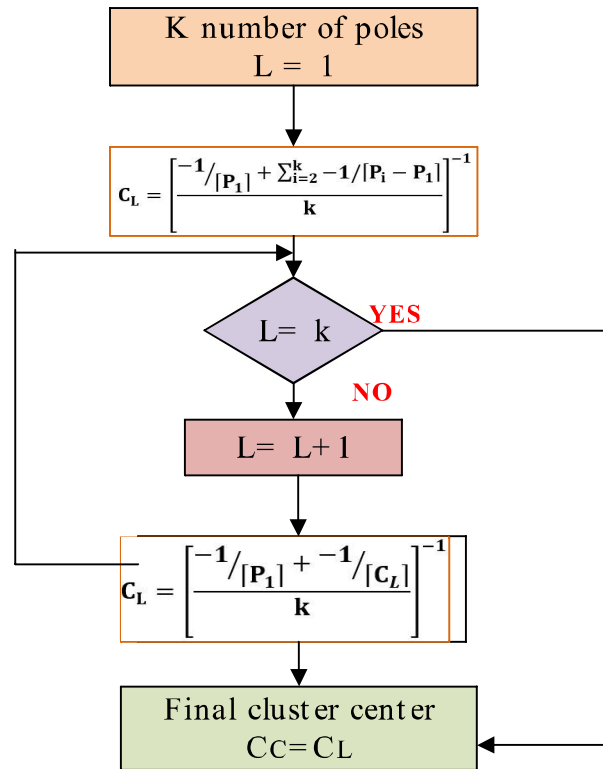 K number of poles
L = 1
C_L = [(-1/⌈P_1⌉ + ∑_{i=2}^{k} -1/⌈P_i − P_1⌉) / k]^{-1}
YES
L= k
NO
L= L+1
C_L = [(-1/⌈P_1⌉ + -1/⌈C_L⌉) / k]^{-1}
Final cluster center
CC=CL